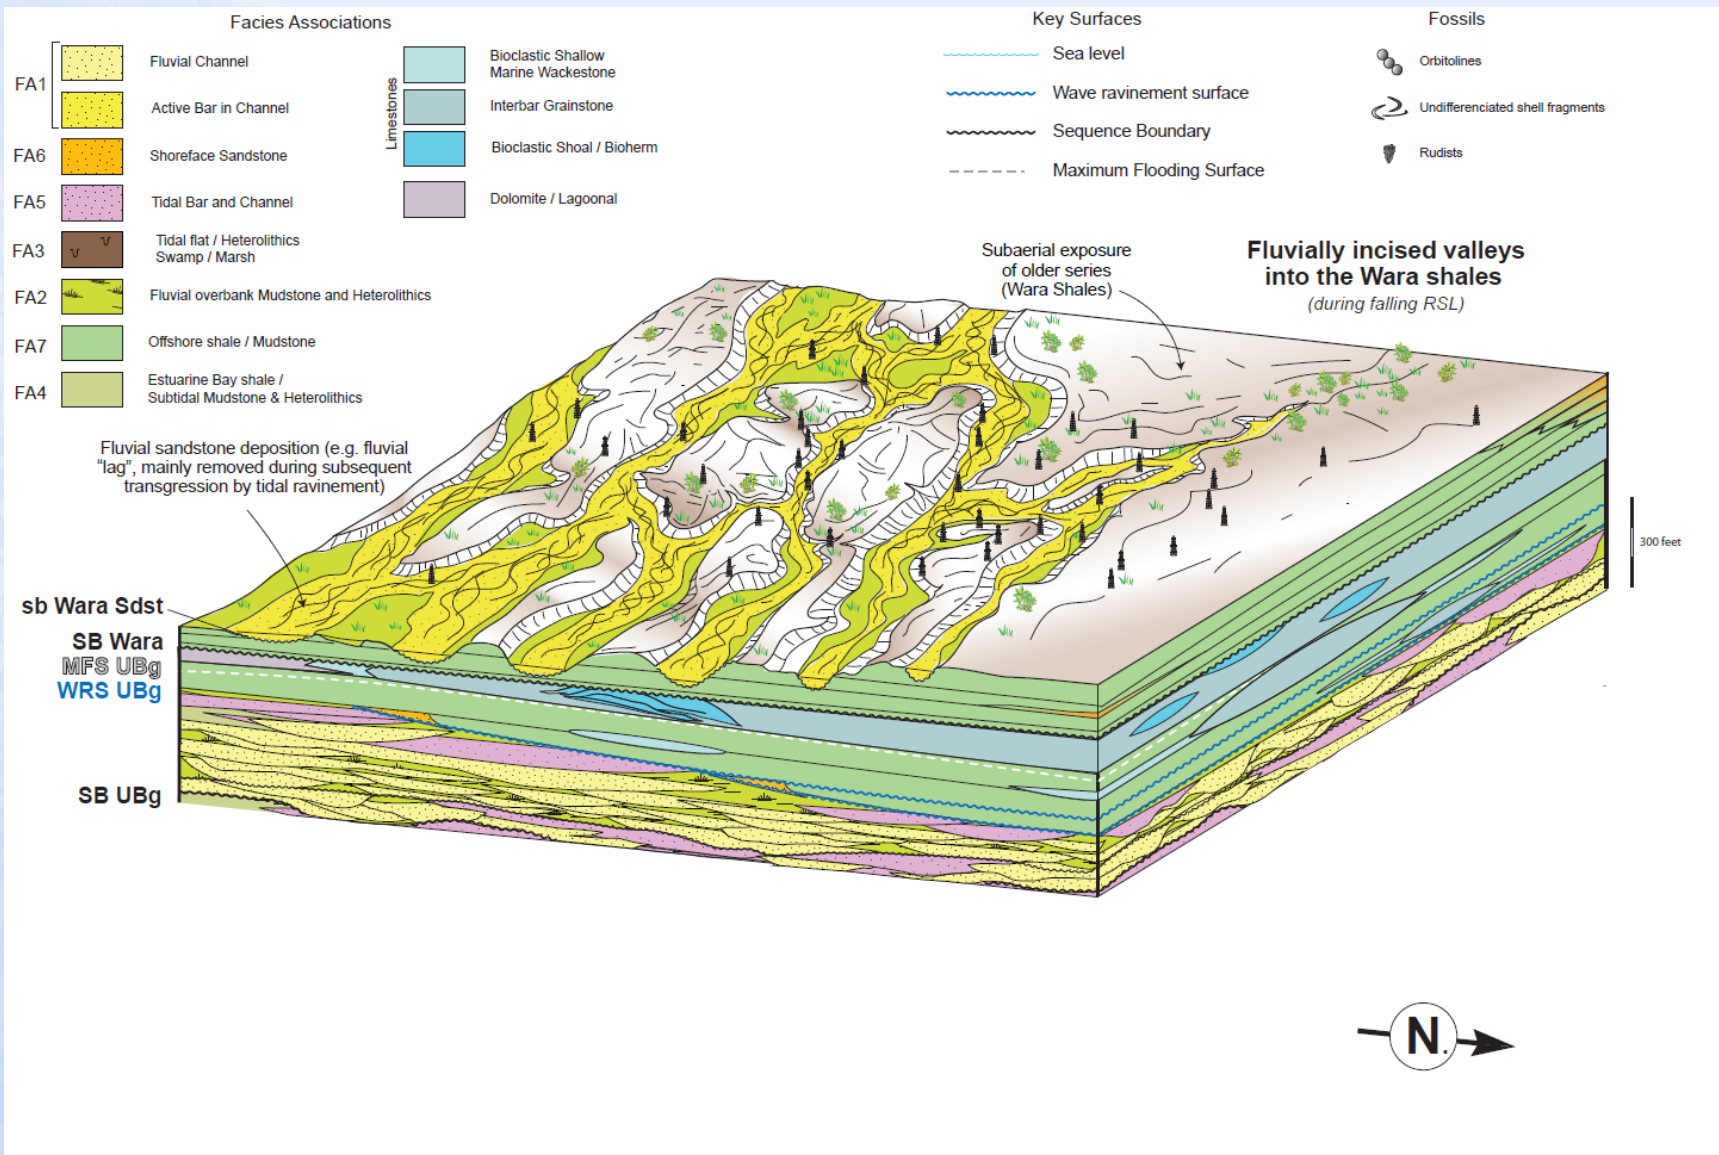 Facies Associations
FA1
Fluvial Channel
Active Bar in Channel
FA6
Shoreface Sandstone
FA5
Tidal Bar and Channel
FA3
Tidal flat / Heterolithics
Swamp / Marsh
FA2
Fluvial overbank Mudstone and Heterolithics
FA7
Offshore shale / Mudstone
FA4
Estuarine Bay shale /
Subtidal Mudstone & Heterolithics
Limestones
Bioclastic Shallow
Marine Wackestone
Interbar Grainstone
Bioclastic Shoal / Bioherm
Dolomite / Lagoonal
Key Surfaces
Sea level
Wave ravinement surface
Sequence Boundary
Maximum Flooding Surface
Fossils
Orbitolines
Undifferenciated shell fragments
Rudists
Subaerial exposure
of older series
(Wara Shales)
Fluvially incised valleys
into the Wara shales
(during falling RSL)
Fluvial sandstone deposition (e.g. fluvial
"lag", mainly removed during subsequent
transgression by tidal ravinement)
300 feet
sb Wara Sdst
SB Wara
MFS UBg
WRS UBg
SB UBg
N.